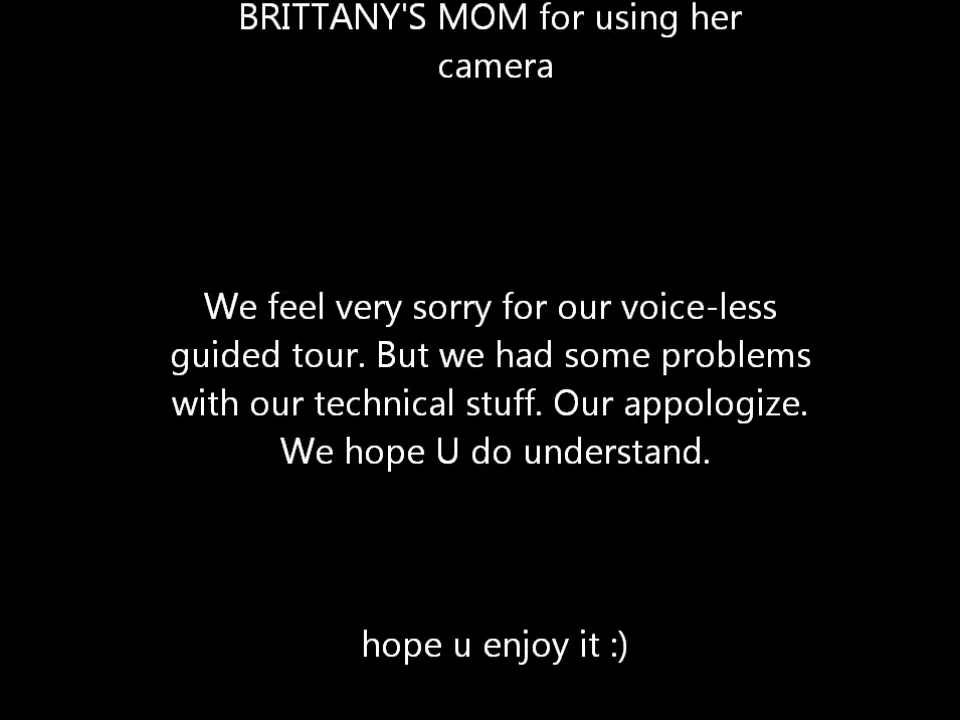 BRITTANY'S MOM for using her
camera
We feel very sorry for our voice-less
guided tour. But we had some problems
with our technical stuff. Our appologize.
We hope U do understand.
hope u enjoy it :)